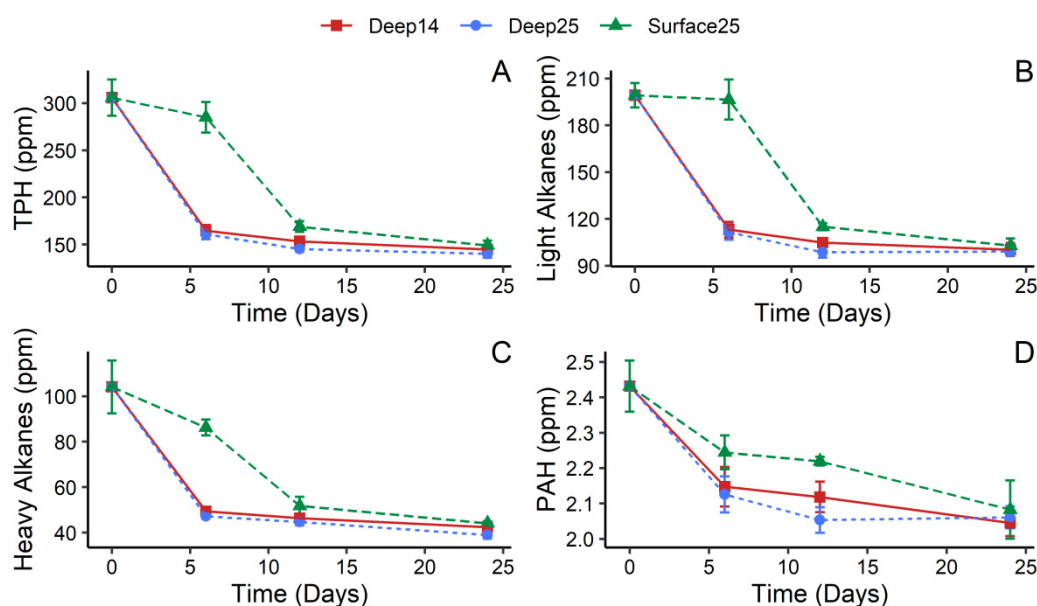 Deep14 Deep25 Surface25
A
TPH (ppm)
300
250
200
150
0 5 10 15 20 25
Time (Days)
B
Light Alkanes (ppm)
210
180
150
120
90
0 5 10 15 20 25
Time (Days)
C
Heavy Alkanes (ppm)
100
80
60
40
0 5 10 15 20 25
Time (Days)
D
PAH (ppm)
2.5
2.4
2.3
2.2
2.1
2.0
0 5 10 15 20 25
Time (Days)